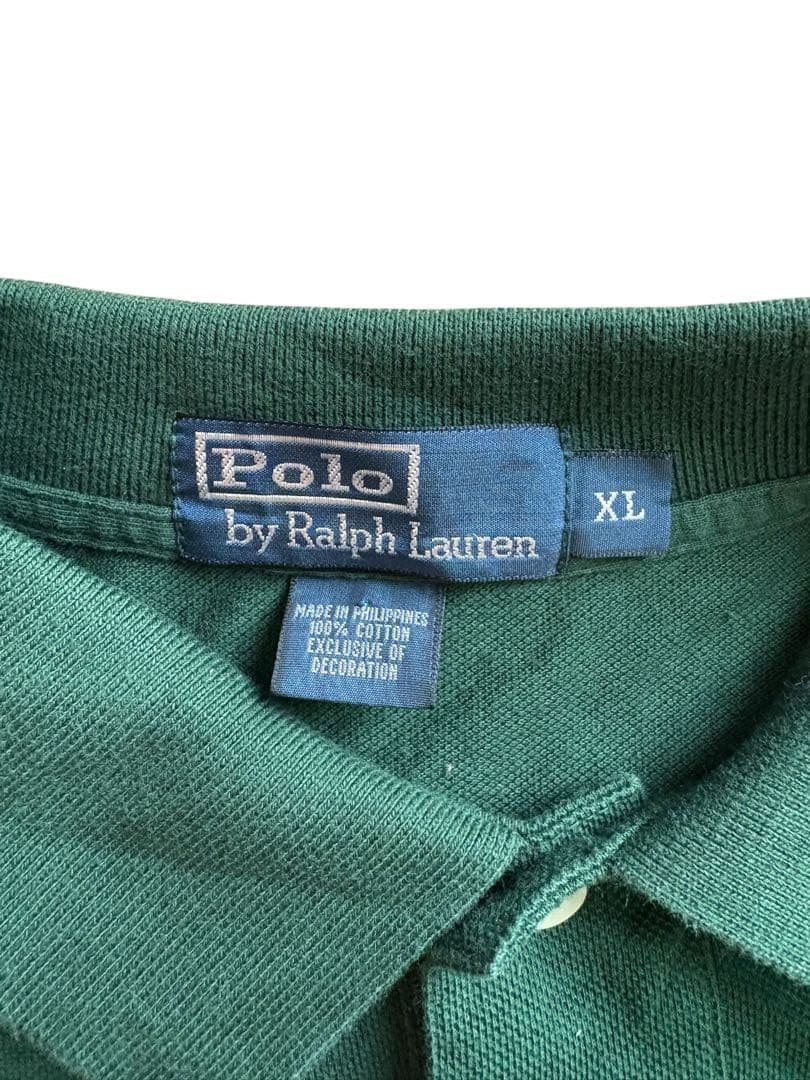 Polo
by Ralph Lauren
XL
MADE IN PHILIPPINES
100% COTTON
EXCLUSIVE OF
DECORATION